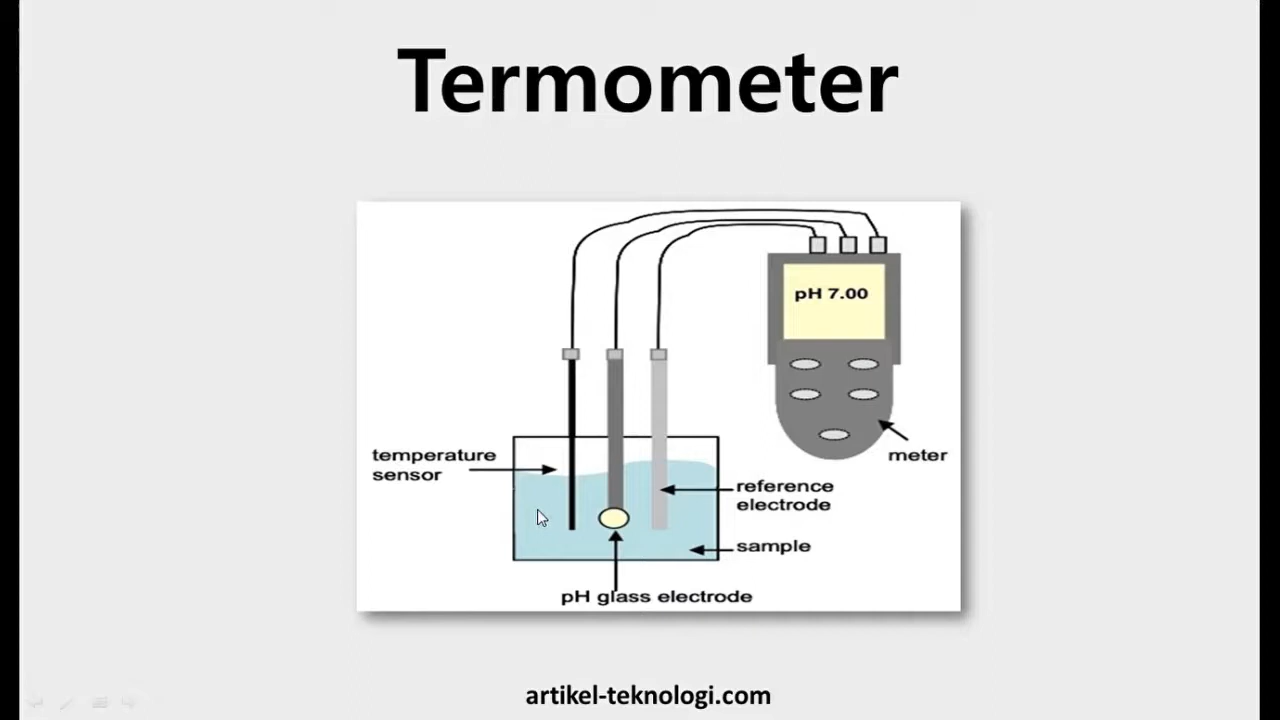 Termometer
pH 7.00
temperature
sensor
meter
reference
electrode
sample
pH glass electrode
artikel-teknologi.com